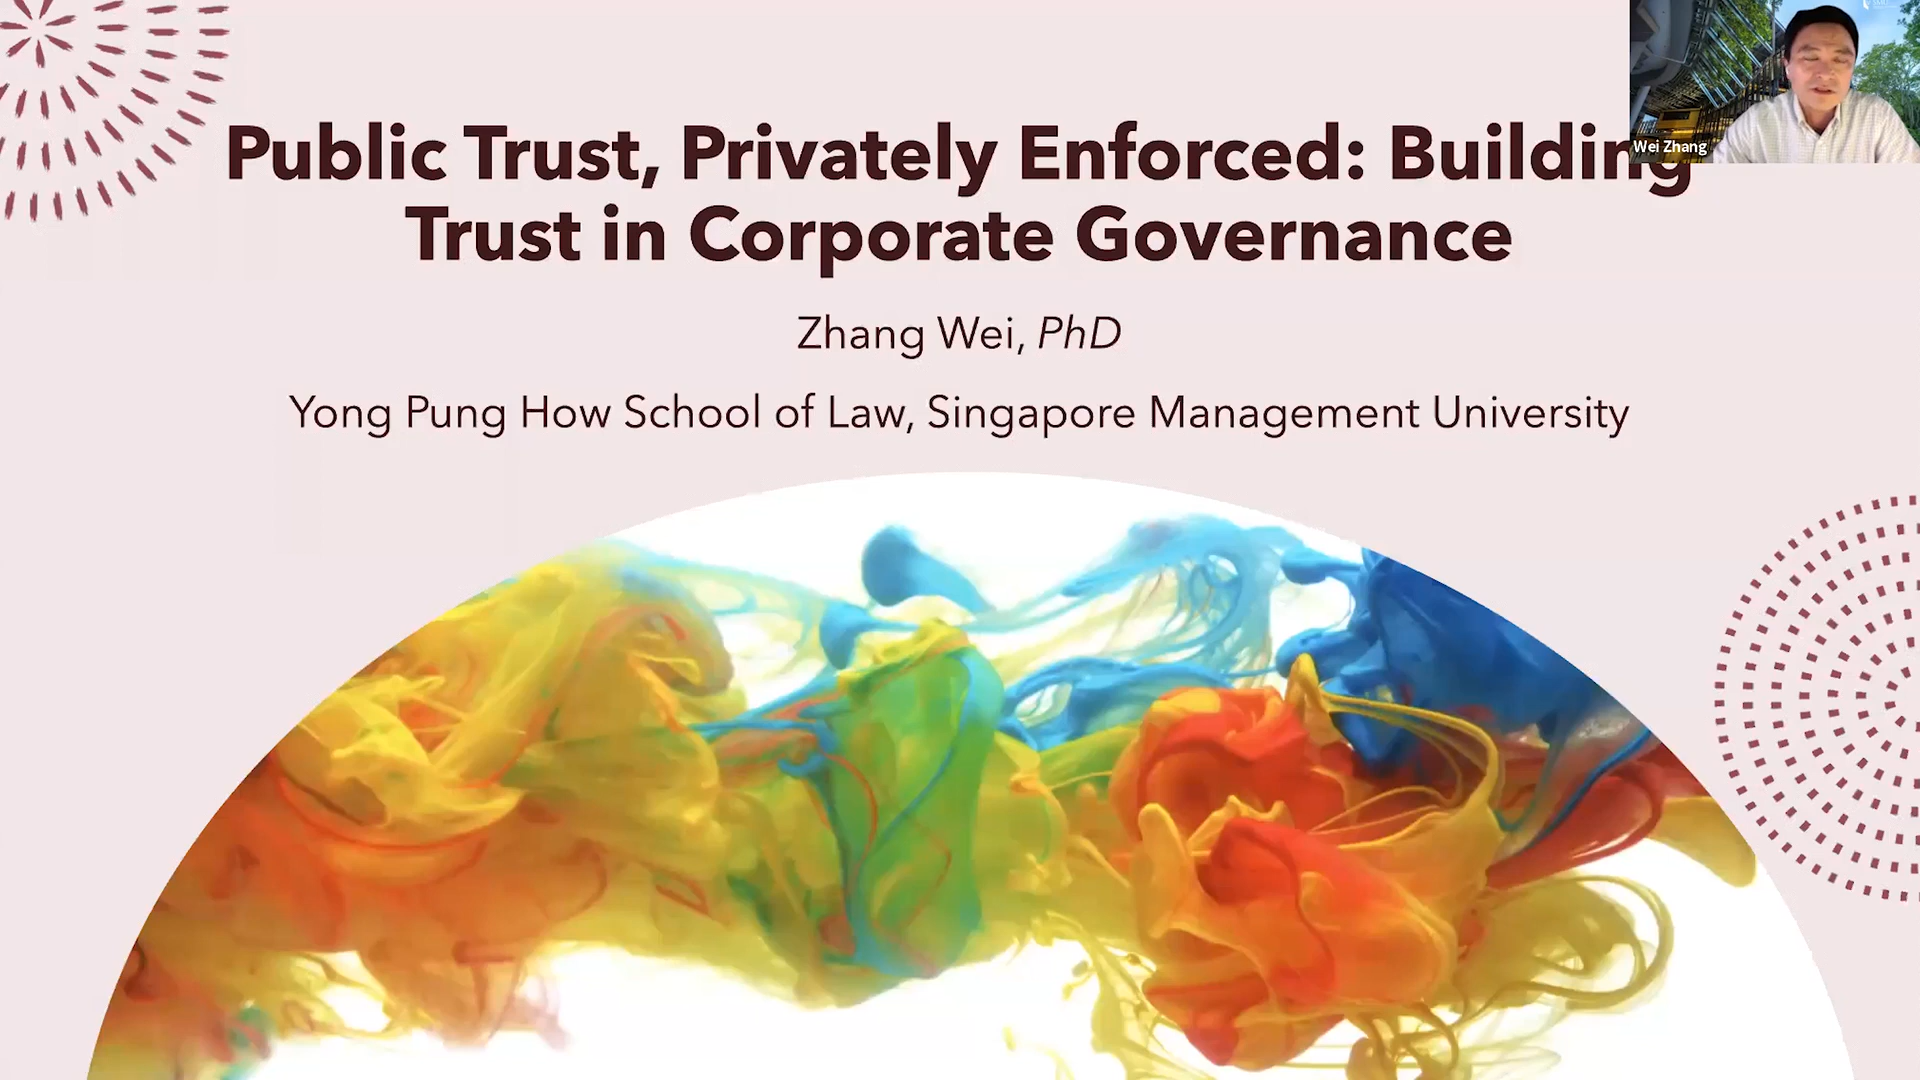 Public Trust, Privately Enforced: Building
Trust in Corporate Governance
Zhang Wei, PhD
Yong Pung How School of Law, Singapore Management University
Wei Zhang